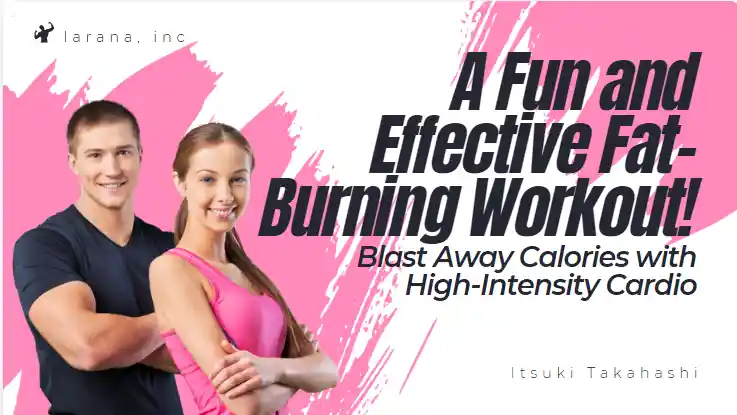 larana, inc
A Fun and
Effective Fat-
Burning Workout!
Blast Away Calories with
High-Intensity Cardio
Itsuki Takahashi